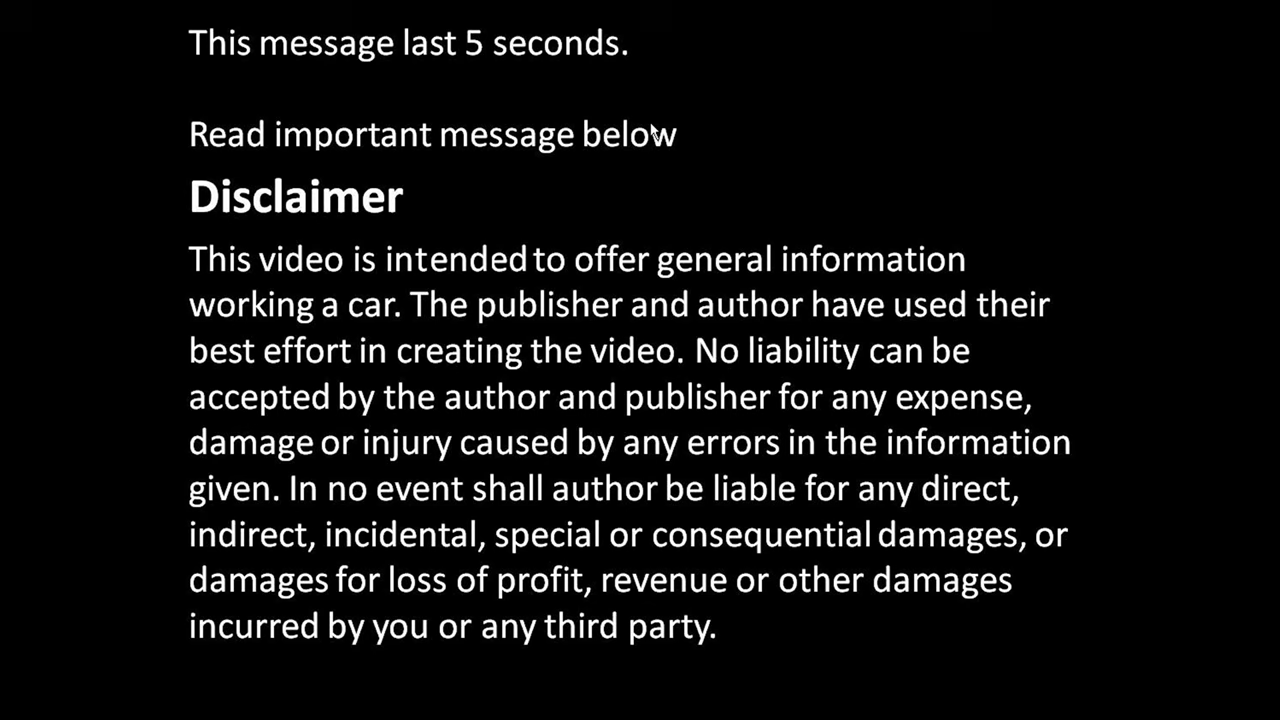 This message last 5 seconds.
Read important message below
Disclaimer
This video is intended to offer general information
working a car. The publisher and author have used their
best effort in creating the video. No liability can be
accepted by the author and publisher for any expense,
damage or injury caused by any errors in the information
given. In no event shall author be liable for any direct,
indirect, incidental, special or consequential damages, or
damages for loss of profit, revenue or other damages
incurred by you or any third party.